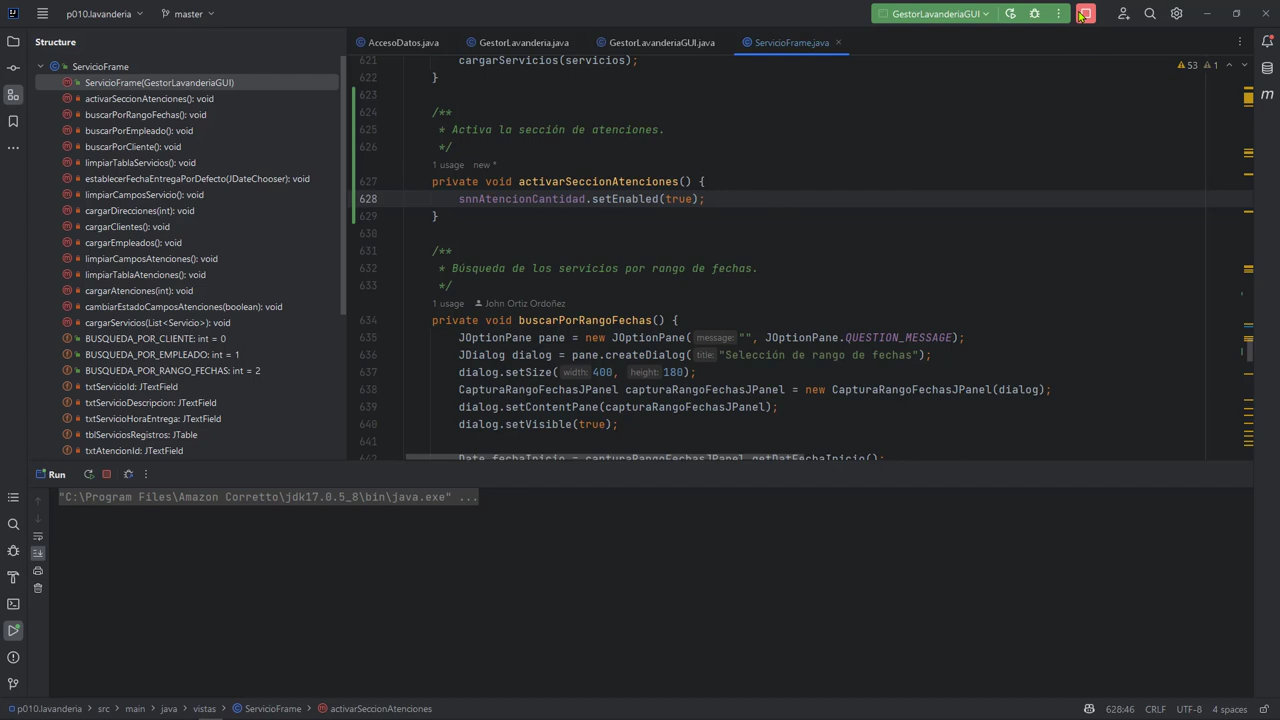 p010.lavanderia
master
GestorLavanderiaGUI
Structure
AccesoDatos.java
GestorLavanderia.java
GestorLavanderiaGUI.java
ServicioFrame.java
ServicioFrame
ServicioFrame(GestorLavanderiaGUI)
activarSeccionAtenciones(): void
buscarPorRangoFechas(): void
buscarPorEmpleado(): void
buscarPorCliente(): void
limpiarTablaServicios(): void
establecerFechaEntregaPorDefecto(JDateChooser): void
limpiarCamposServicio(): void
cargarDirecciones(int): void
cargarClientes(): void
cargarEmpleados(): void
limpiarCamposAtenciones(): void
limpiarTablaAtenciones(): void
cargarAtenciones(int): void
cambiarEstadoCamposAtenciones(boolean): void
cargarServicios(List<Servicio>): void
BUSQUEDA_POR_CLIENTE: int = 0
BUSQUEDA_POR_EMPLEADO: int = 1
BUSQUEDA_POR_RANGO_FECHAS: int = 2
txtServicioId: JTextField
txtServicioDescripcion: JTextField
txtServicioHoraEntrega: JTextField
tblServiciosRegistros: JTable
txtAtencionId: JTextField
53 1
621 cargarServicios(servicios);
622 }
623
624 /**
625 * Activa la sección de atenciones.
626 */
1 usage new *
627 private void activarSeccionAtenciones() {
628 snnAtencionCantidad.setEnabled(true);
629 }
630
631 /**
632 * Búsqueda de los servicios por rango de fechas.
633 */
1 usage John Ortiz Ordoñez
634 private void buscarPorRangoFechas() {
635 JOptionPane pane = new JOptionPane( message: "", JOptionPane.QUESTION_MESSAGE);
636 JDialog dialog = pane.createDialog( title: "Selección de rango de fechas");
637 dialog.setSize( width: 400, height: 180);
638 CapturaRangoFechasJPanel capturaRangoFechasJPanel = new CapturaRangoFechasJPanel(dialog);
639 dialog.setContentPane(capturaRangoFechasJPanel);
640 dialog.setVisible(true);
641
642 Date fechaInicio = capturaRangoFechasJPanel.getDatFechaInicio();
Run
"C:\Program Files\Amazon Corretto\jdk17.0.5_8\bin\java.exe" ...
p010.lavanderia
src
main
java
vistas
ServicioFrame
activarSeccionAtenciones
628:46
CRLF
UTF-8
4 spaces